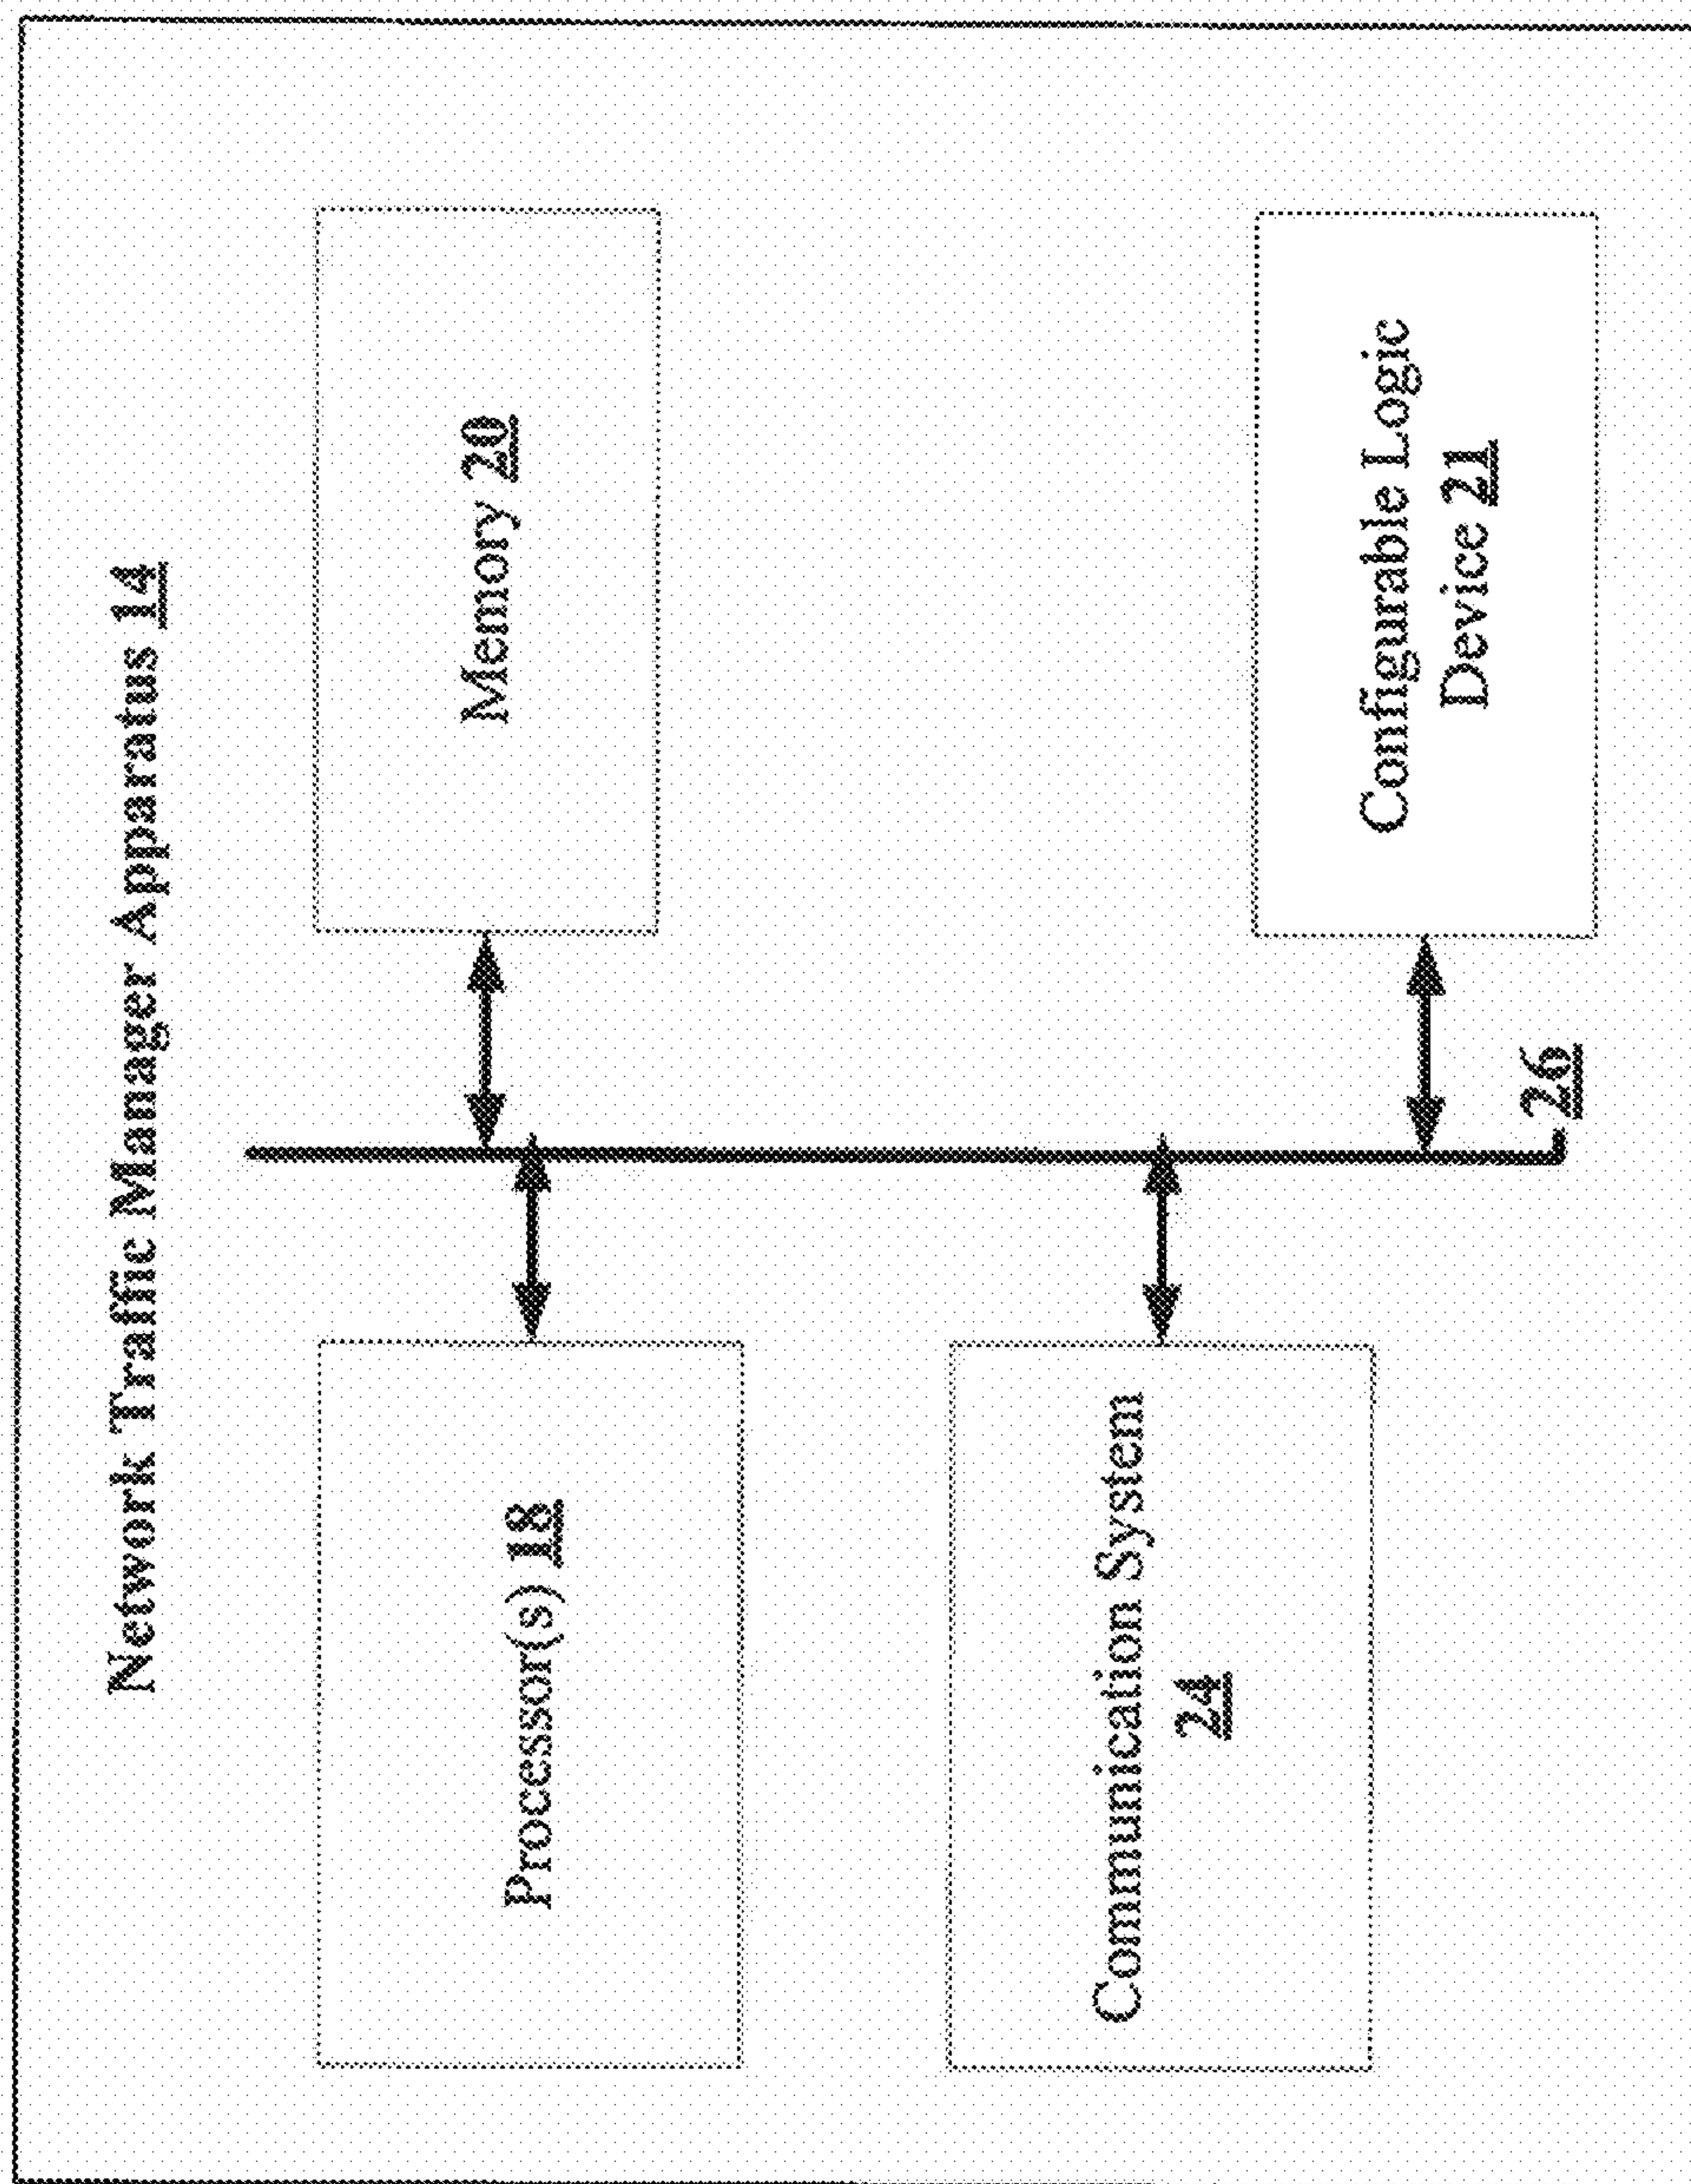 Network Traffic Manager Apparatus 14
Processor(s) 18
Memory 20
Communication System
24
Configurable Logic
Device 21
26